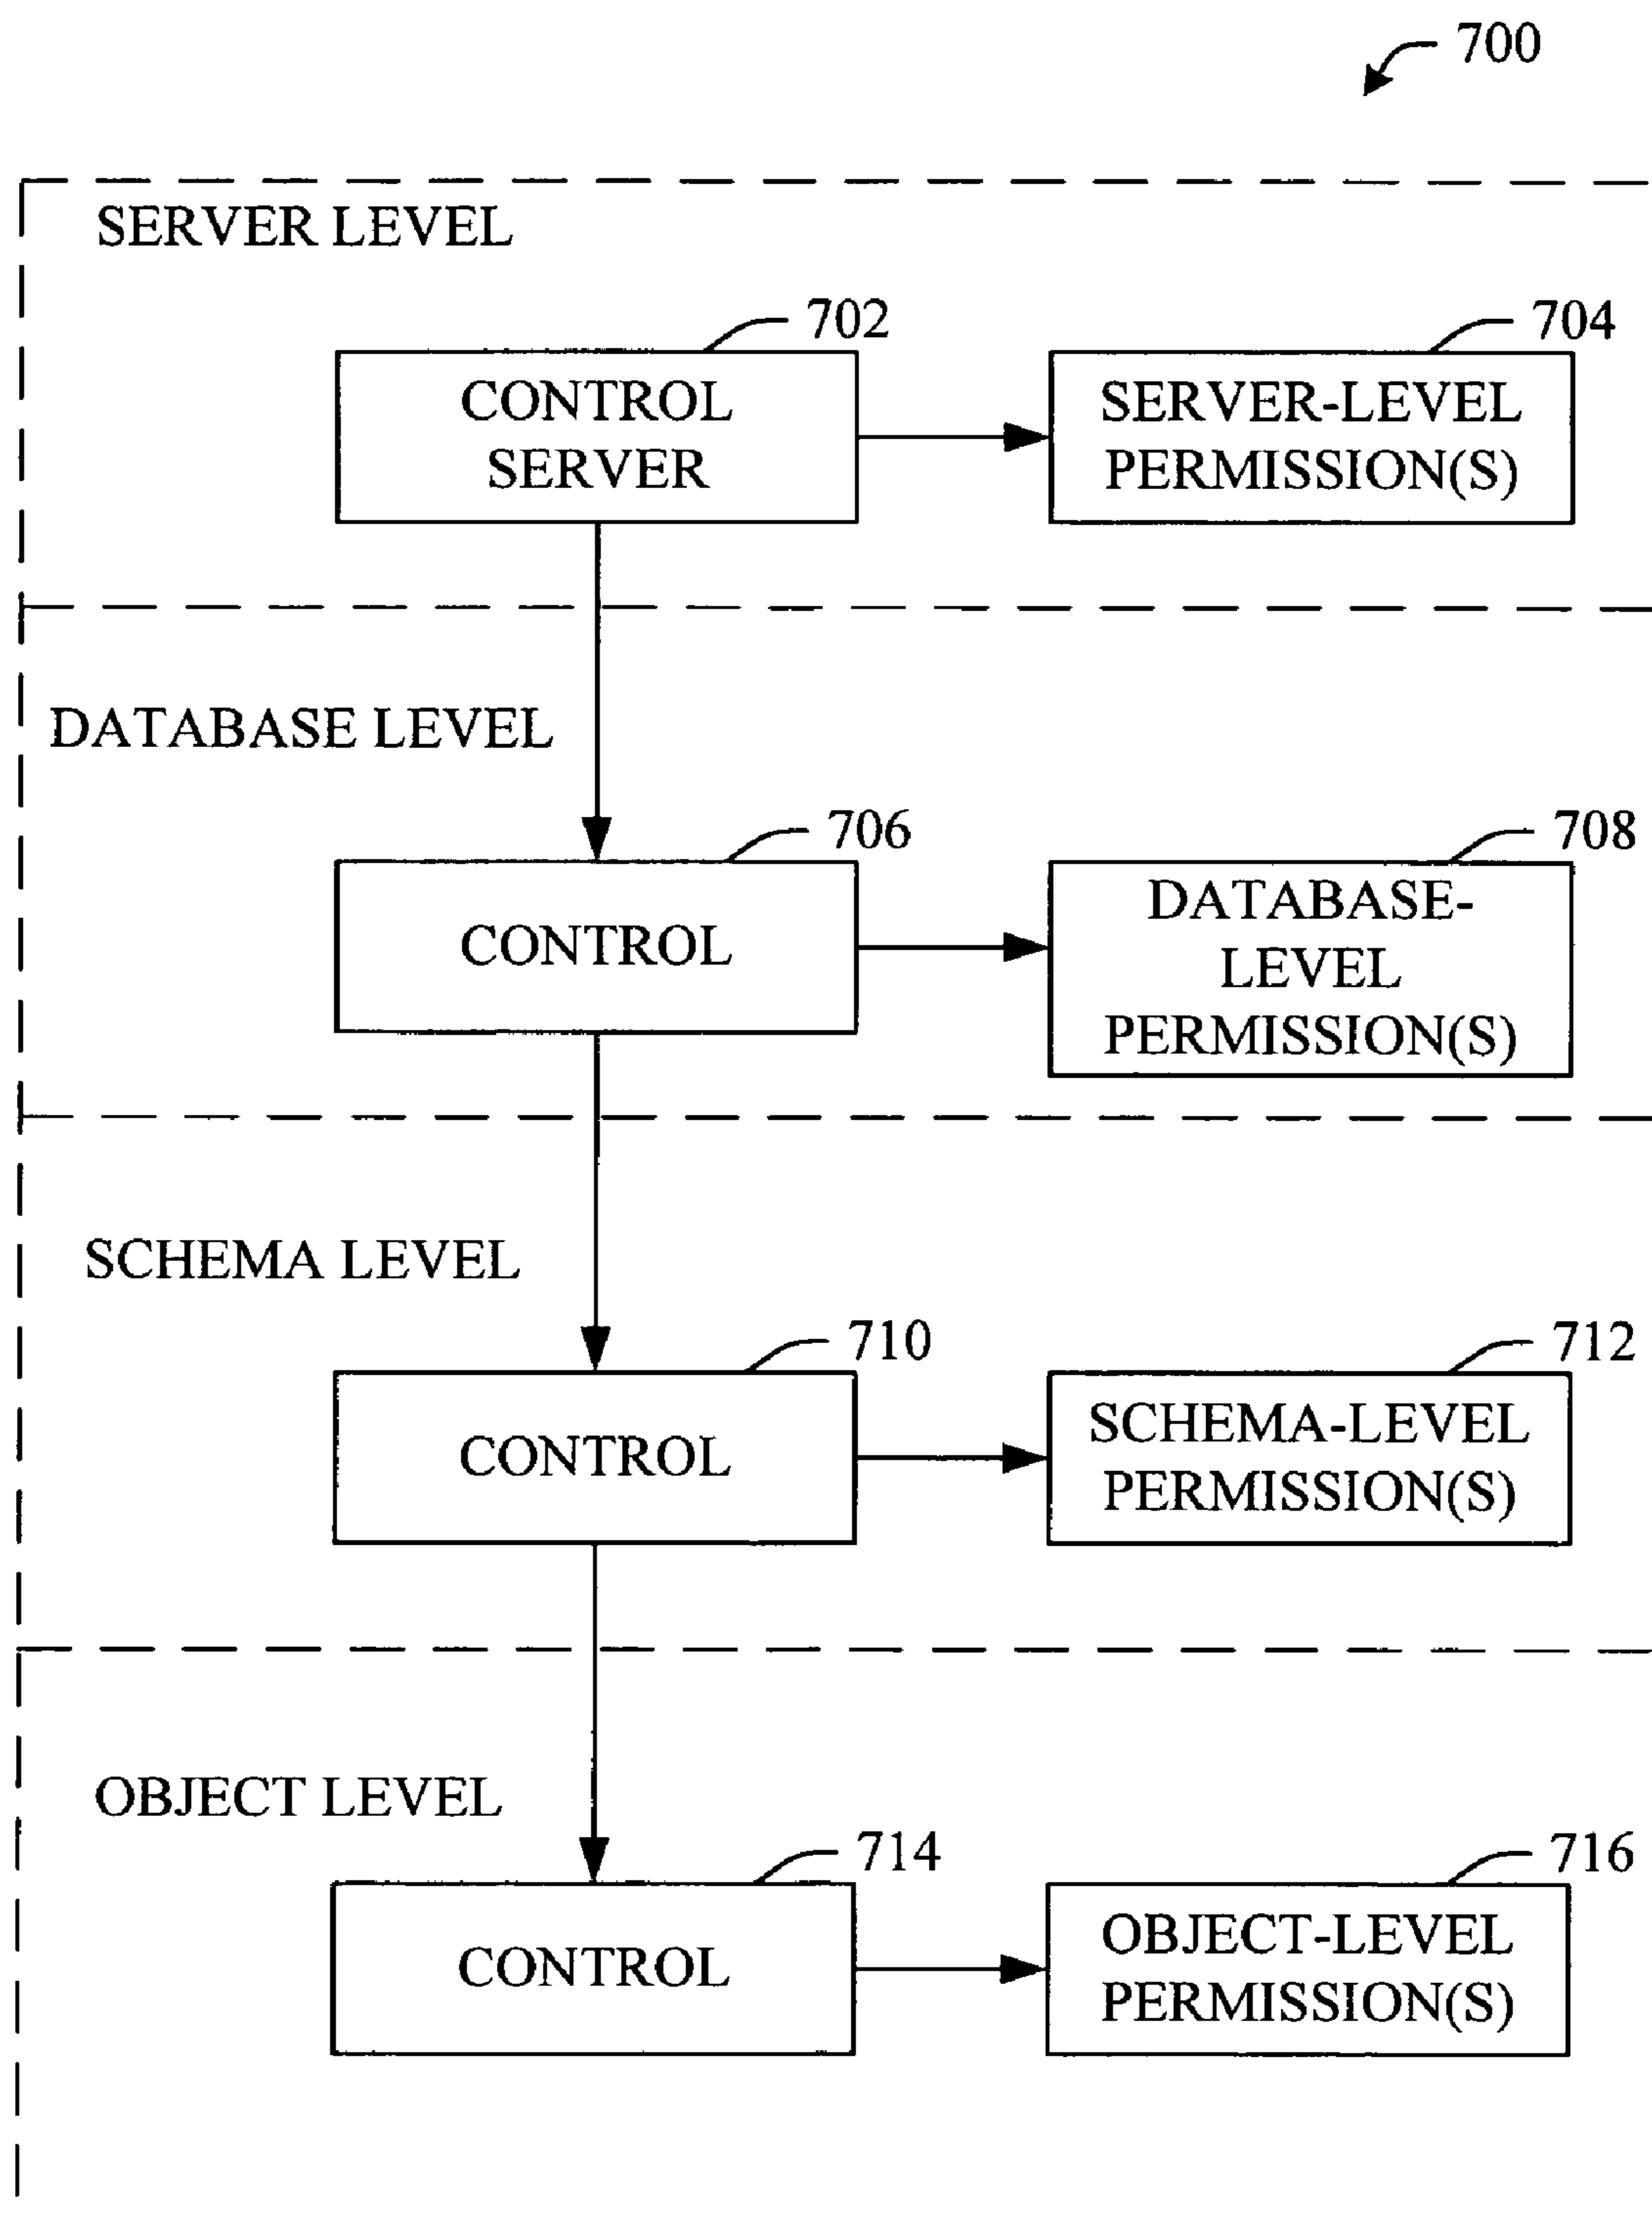 700
SERVER LEVEL
702
704
CONTROL
SERVER
SERVER-LEVEL
PERMISSION(S)
DATABASE LEVEL
706
708
CONTROL
DATABASE-
LEVEL
PERMISSION(S)
SCHEMA LEVEL
710
712
CONTROL
SCHEMA-LEVEL
PERMISSION(S)
OBJECT LEVEL
714
716
CONTROL
OBJECT-LEVEL
PERMISSION(S)